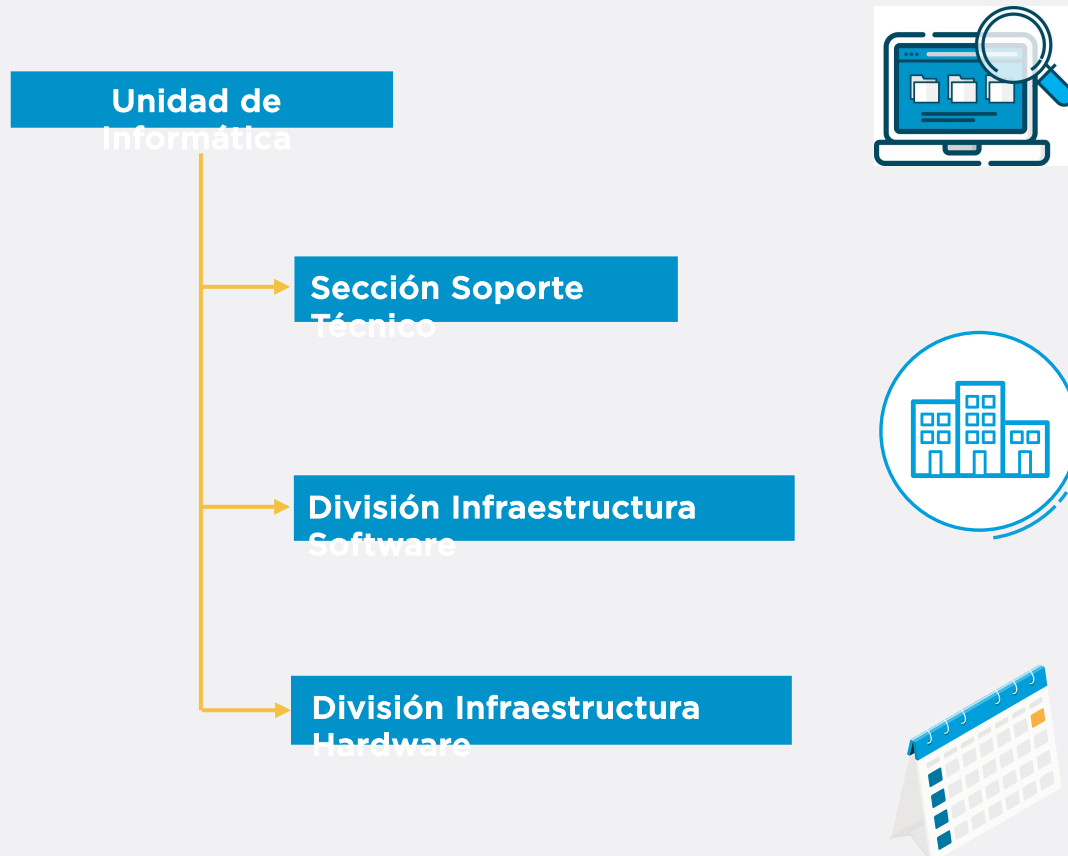 Unidad de
Informática
Sección Soporte
Técnico
División Infraestructura
Software
División Infraestructura
Hardware